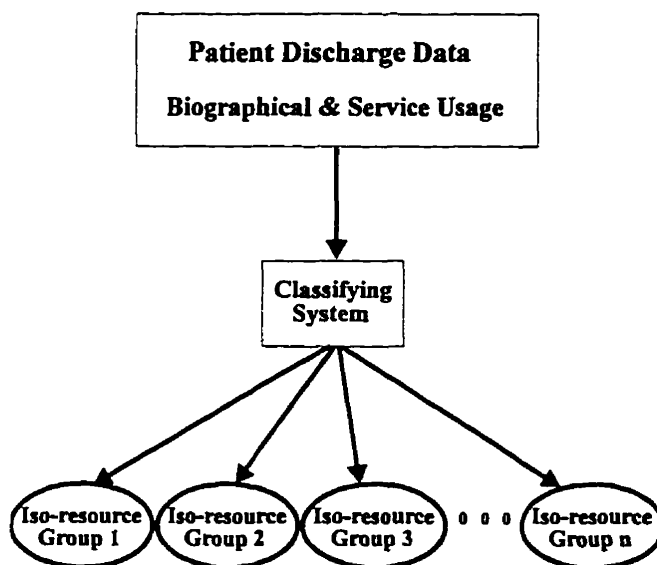 Patient Discharge Data
Biographical & Service Usage
Classifying
System
Iso-resource
Group 1
Iso-resource
Group 2
Iso-resource
Group 3
o o o
Iso-resource
Group n